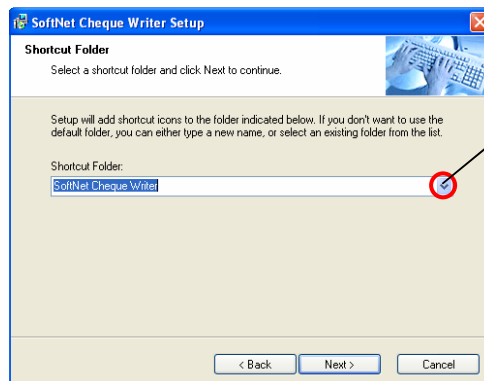 SoftNet Cheque Writer Setup
Shortcut Folder
Select a shortcut folder and click Next to continue.
Setup will add shortcut icons to the folder indicated below. If you don't want to use the
default folder, you can either type a new name, or select an existing folder from the list.
Shortcut Folder:
SoftNet Cheque Writer
< Back
Next >
Cancel